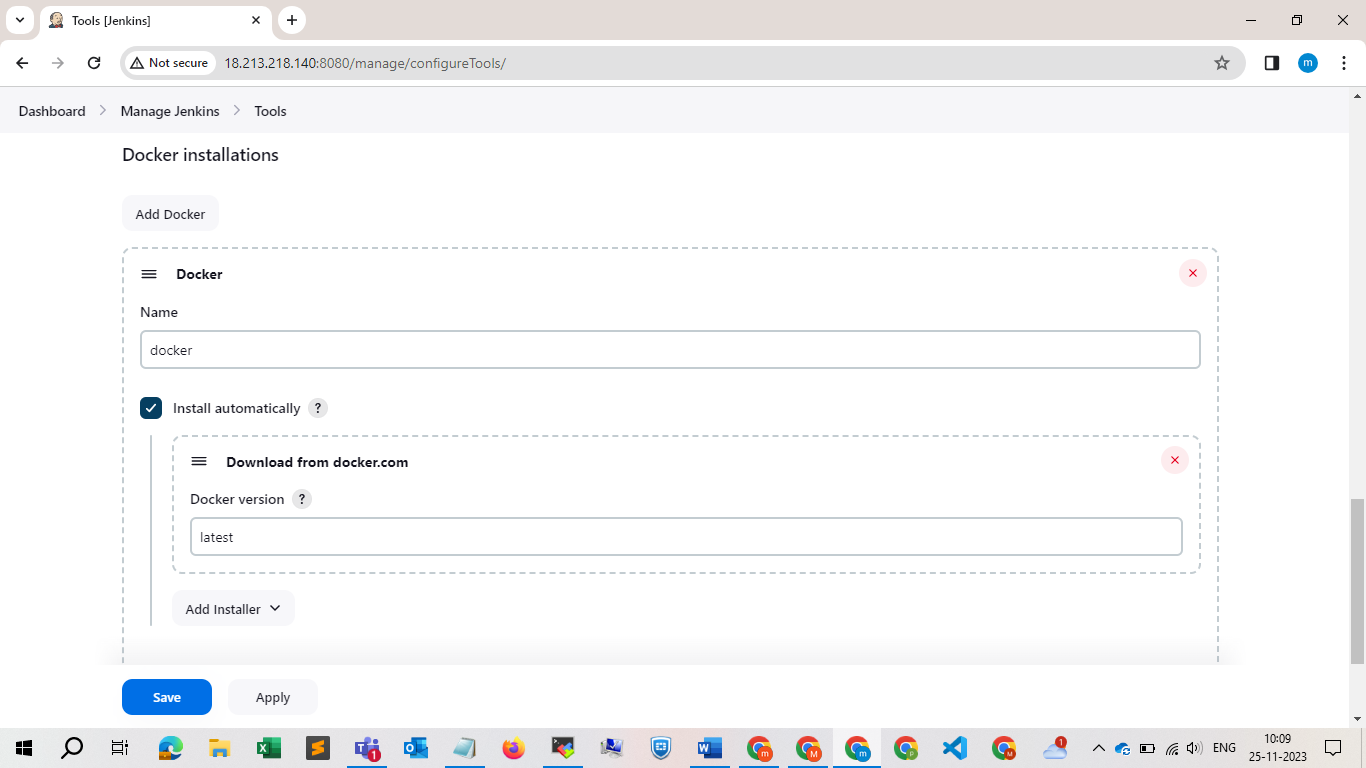 Tools [Jenkins]
Not secure
18.213.218.140:8080/manage/configureTools/
m
Dashboard
Manage Jenkins
Tools
Docker installations
Add Docker
Docker
Name
docker
Install automatically ?
Download from docker.com
Docker version ?
latest
Add Installer
Save
Apply
1
m
M
m
M
1
ENG
10:09
25-11-2023